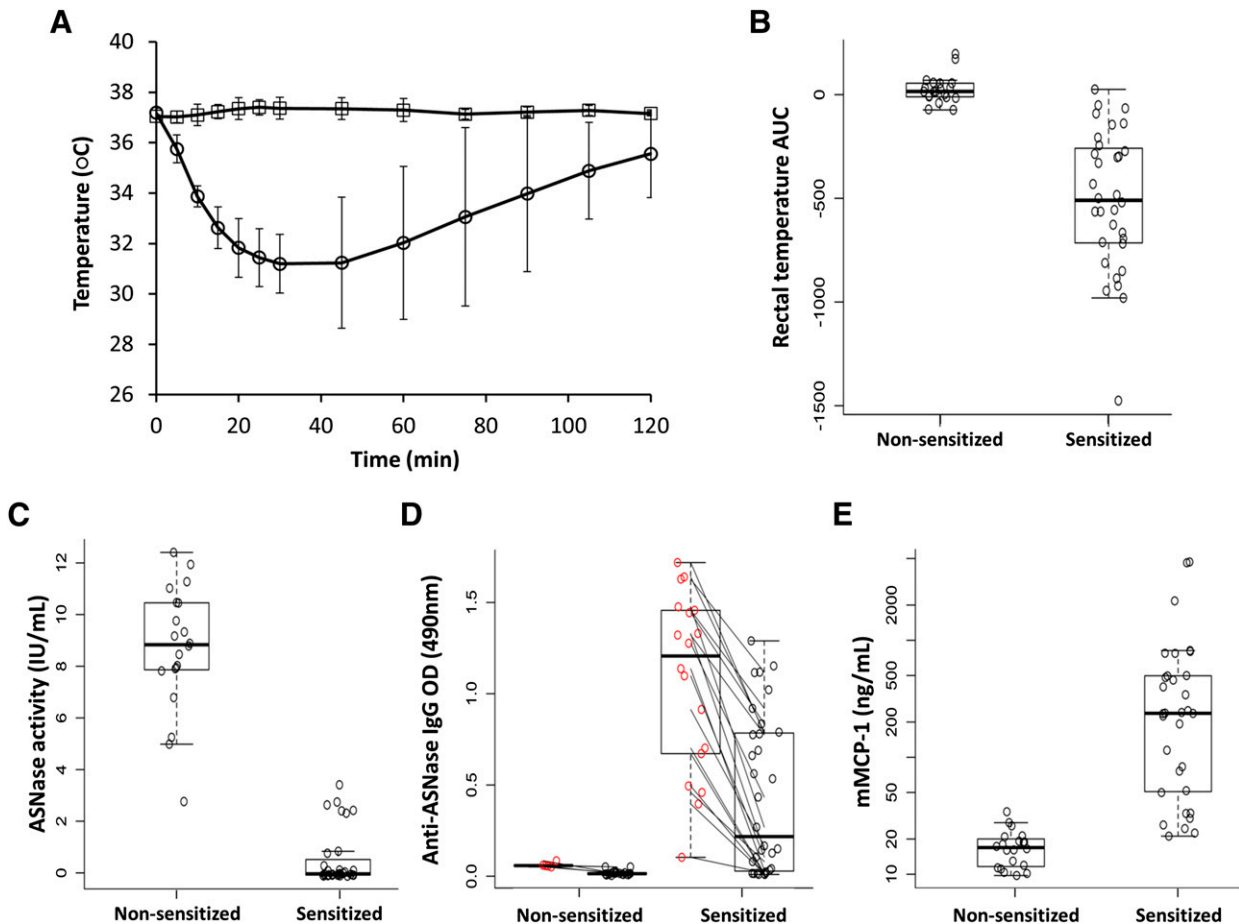 A
Temperature (oC)
40
38
36
34
32
30
28
26
0 20 40 60 80 100 120
Time (min)
B
Rectal temperature AUC
0
-500
-1000
-1500
Non-sensitized Sensitized
C
ASNase activity (IU/mL)
12
10
8
6
4
2
0
Non-sensitized Sensitized
D
Anti-ASNase IgG OD (490nm)
1.5
1.0
0.5
0.0
Non-sensitized Sensitized
E
mMCP-1 (ng/mL)
2000
500
200
50
20
10
Non-sensitized Sensitized